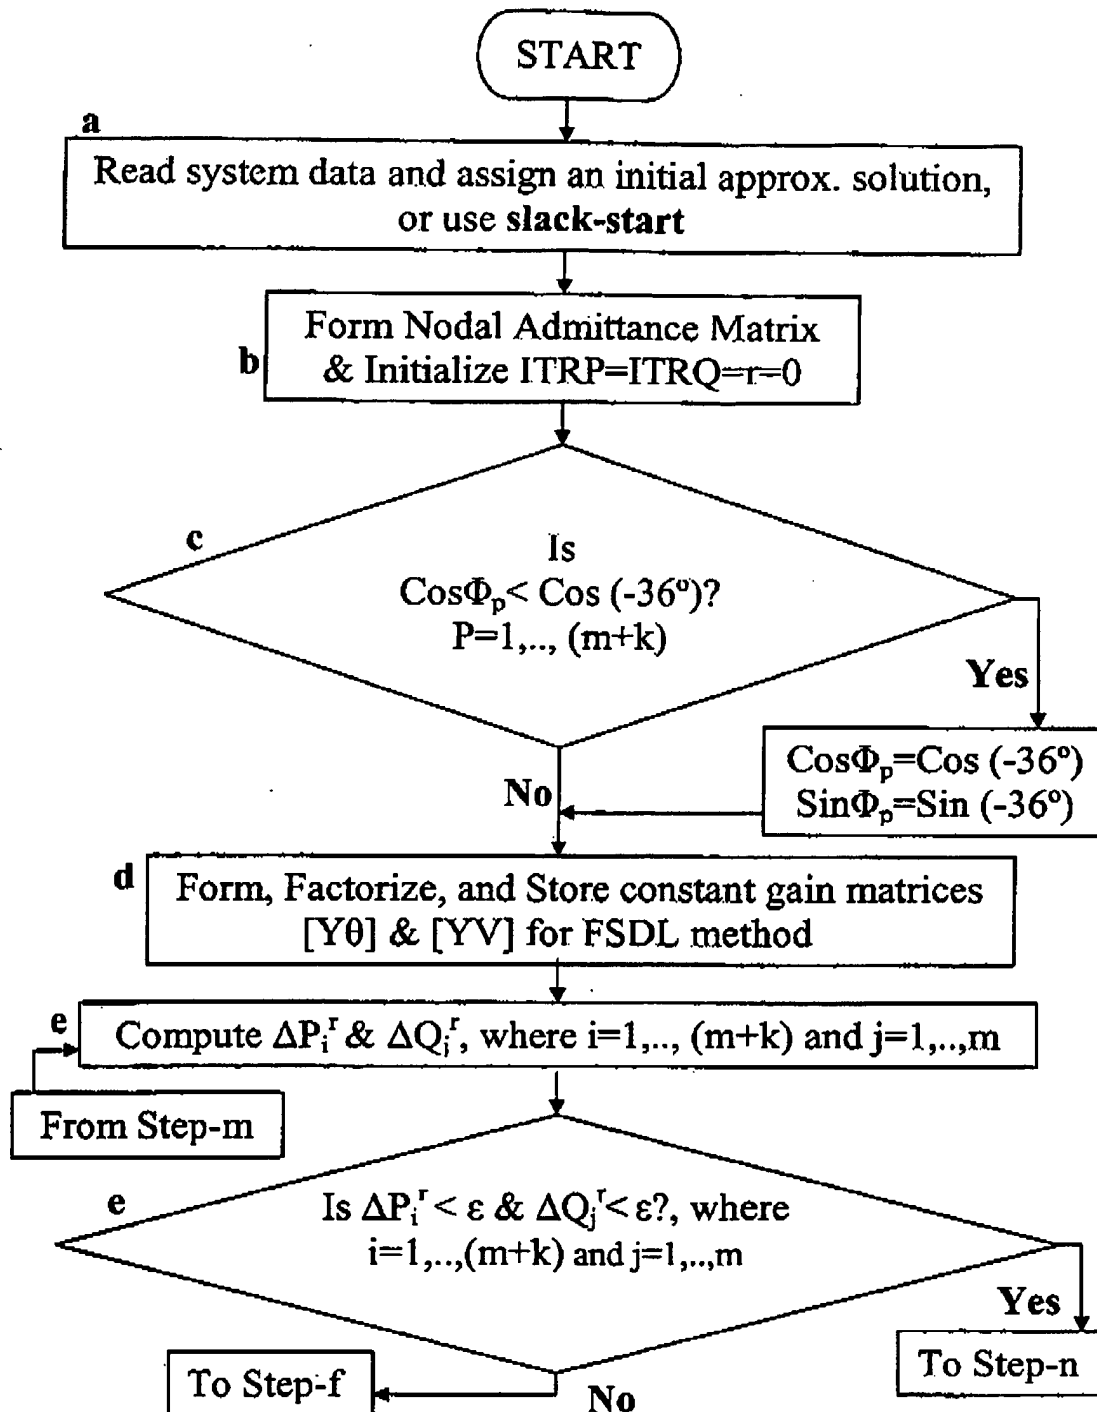 START
a
Read system data and assign an initial approx. solution,
or use slack-start
b
Form Nodal Admittance Matrix
& Initialize ITRP=ITRQ=r=0
c
Is
CosΦₚ< Cos (-36º)?
P=1,.., (m+k)
Yes
CosΦₚ=Cos (-36º)
SinΦₚ=Sin (-36º)
No
d
Form, Factorize, and Store constant gain matrices
[Yθ] & [YV] for FSDL method
e
Compute ΔPᵢʳ & ΔQⱼʳ, where i=1,.., (m+k) and j=1,..,m
From Step-m
e
Is ΔPᵢʳ < ε & ΔQⱼʳ < ε?, where
i=1,..,(m+k) and j=1,..,m
Yes
To Step-n
To Step-f
No